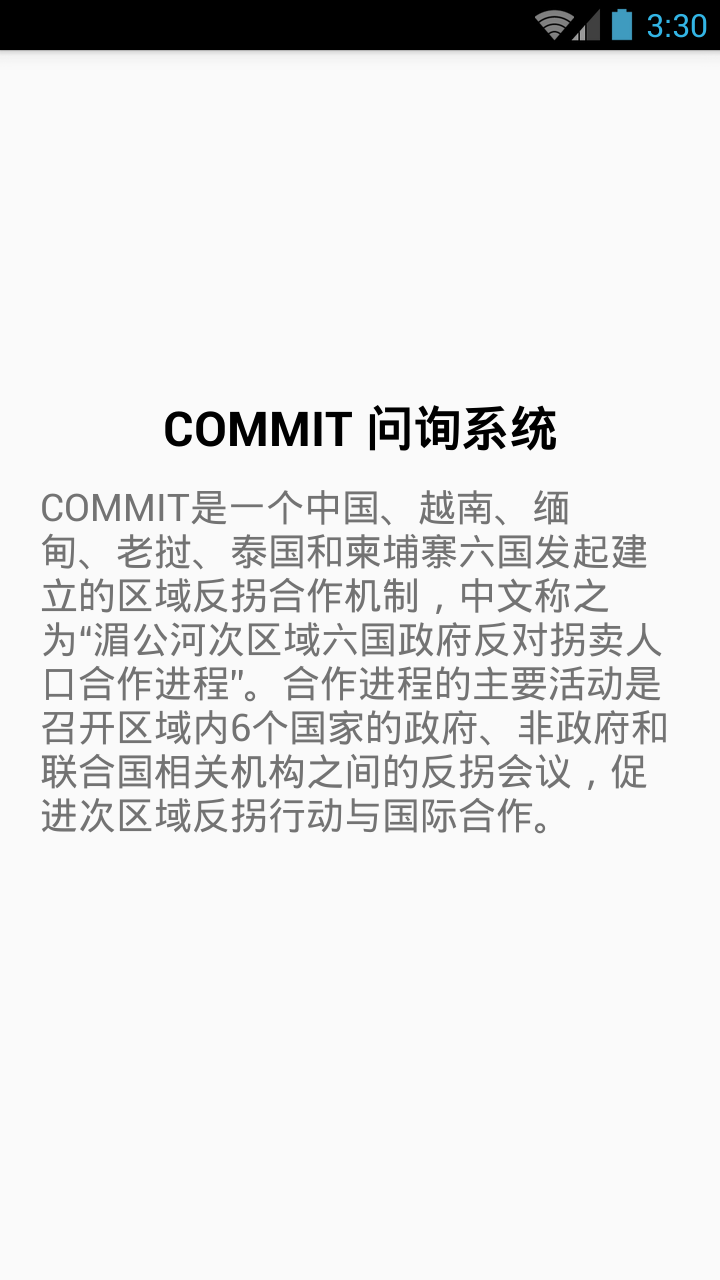 3:30
COMMIT 问询系统
COMMIT是一个中国、越南、缅
甸、老挝、泰国和柬埔寨六国发起建
立的区域反拐合作机制，中文称之
为“湄公河次区域六国政府反对拐卖人
口合作进程”。合作进程的主要活动是
召开区域内6个国家的政府、非政府和
联合国相关机构之间的反拐会议，促
进次区域反拐行动与国际合作。